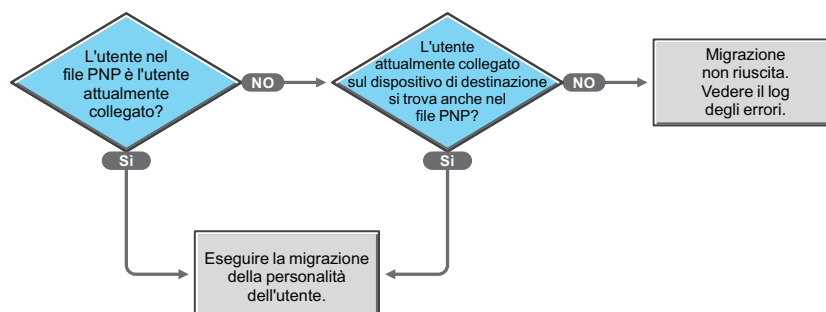 L'utente nel
file PNP è l'utente
attualmente
collegato?
NO
L'utente
attualmente collegato
sul dispositivo di destinazione
si trova anche nel
file PNP?
NO
Migrazione
non riuscita.
Vedere il log
degli errori.
Sì
Sì
Eseguire la migrazione
della personalità
dell'utente.